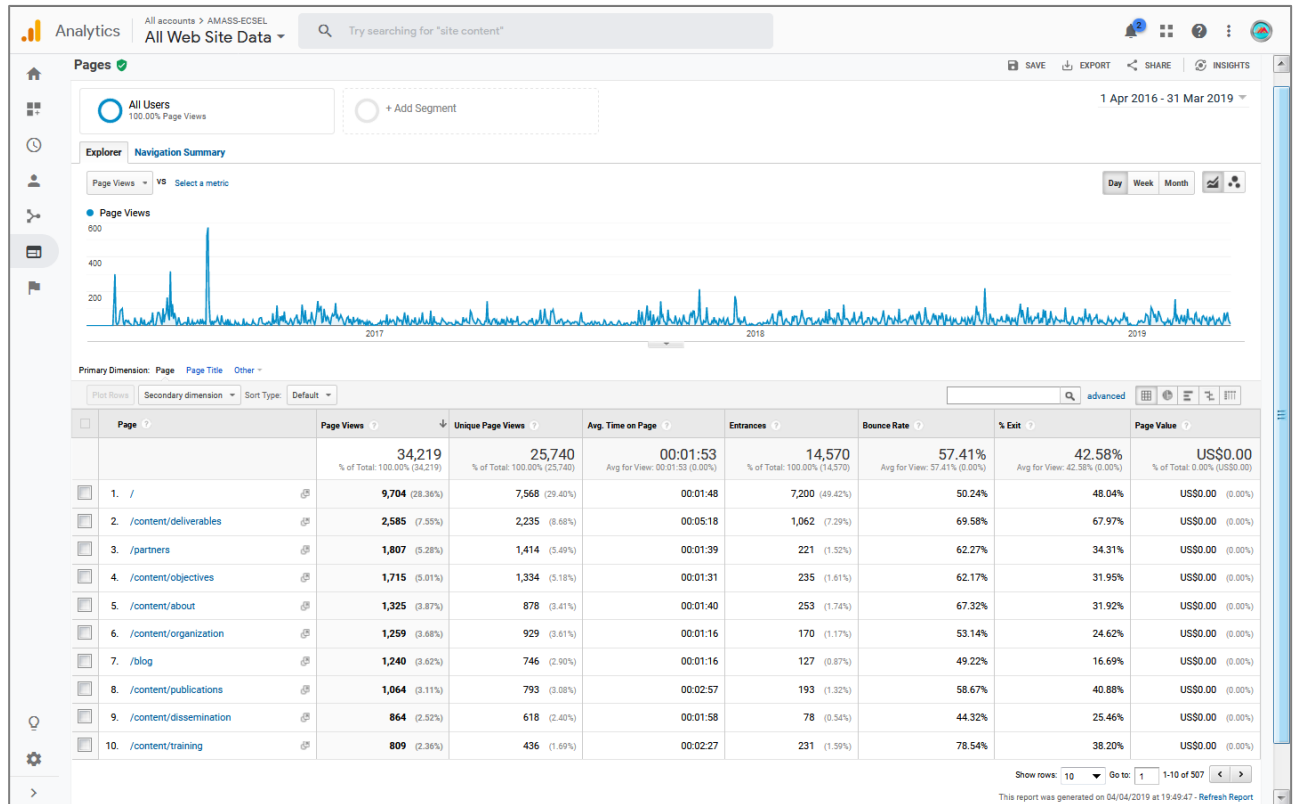 All accounts > AMASS-ECSEL
Analytics All Web Site Data Try searching for "site content" 2
Pages SAVE EXPORT SHARE INSIGHTS
All Users
100.00% Page Views
+ Add Segment
1 Apr 2016 - 31 Mar 2019
Explorer Navigation Summary
Page Views VS Select a metric Day Week Month
Page Views
600
400
200
2017 2018 2019
Primary Dimension: Page Page Title Other
Plot Rows Secondary dimension Sort Type: Default advanced
Page ? Page Views ? Unique Page Views ? Avg. Time on Page ? Entrances ? Bounce Rate ? % Exit ? Page Value ?
34,219 25,740 00:01:53 14,570 57.41% 42.58% US$0.00
% of Total: 100.00% (34,219) % of Total: 100.00% (25,740) Avg for View: 00:01:53 (0.00%) % of Total: 100.00% (14,570) Avg for View: 57.41% (0.00%) Avg for View: 42.58% (0.00%) % of Total: 0.00% (US$0.00)
1. / 9,704 (28.36%) 7,568 (29.40%) 00:01:48 7,200 (49.42%) 50.24% 48.04% US$0.00 (0.00%)
2. /content/deliverables 2,585 (7.55%) 2,235 (8.68%) 00:05:18 1,062 (7.29%) 69.58% 67.97% US$0.00 (0.00%)
3. /partners 1,807 (5.28%) 1,414 (5.49%) 00:01:39 221 (1.52%) 62.27% 34.31% US$0.00 (0.00%)
4. /content/objectives 1,715 (5.01%) 1,334 (5.18%) 00:01:31 235 (1.61%) 62.17% 31.95% US$0.00 (0.00%)
5. /content/about 1,325 (3.87%) 878 (3.41%) 00:01:40 253 (1.74%) 67.32% 31.92% US$0.00 (0.00%)
6. /content/organization 1,259 (3.68%) 929 (3.61%) 00:01:16 170 (1.17%) 53.14% 24.62% US$0.00 (0.00%)
7. /blog 1,240 (3.62%) 746 (2.90%) 00:01:16 127 (0.87%) 49.22% 16.69% US$0.00 (0.00%)
8. /content/publications 1,064 (3.11%) 793 (3.08%) 00:02:57 193 (1.32%) 58.67% 40.88% US$0.00 (0.00%)
9. /content/dissemination 864 (2.52%) 618 (2.40%) 00:01:58 78 (0.54%) 44.32% 25.46% US$0.00 (0.00%)
10. /content/training 809 (2.36%) 436 (1.69%) 00:02:27 231 (1.59%) 78.54% 38.20% US$0.00 (0.00%)
Show rows: 10 Go to: 1 1-10 of 507
This report was generated on 04/04/2019 at 19:49:47 - Refresh Report